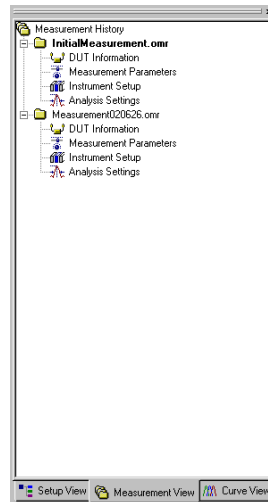 Measurement History
InitialMeasurement.omr
DUT Information
Measurement Parameters
Instrument Setup
Analysis Settings
Measurement020626.omr
DUT Information
Measurement Parameters
Instrument Setup
Analysis Settings
Setup View Measurement View Curve View